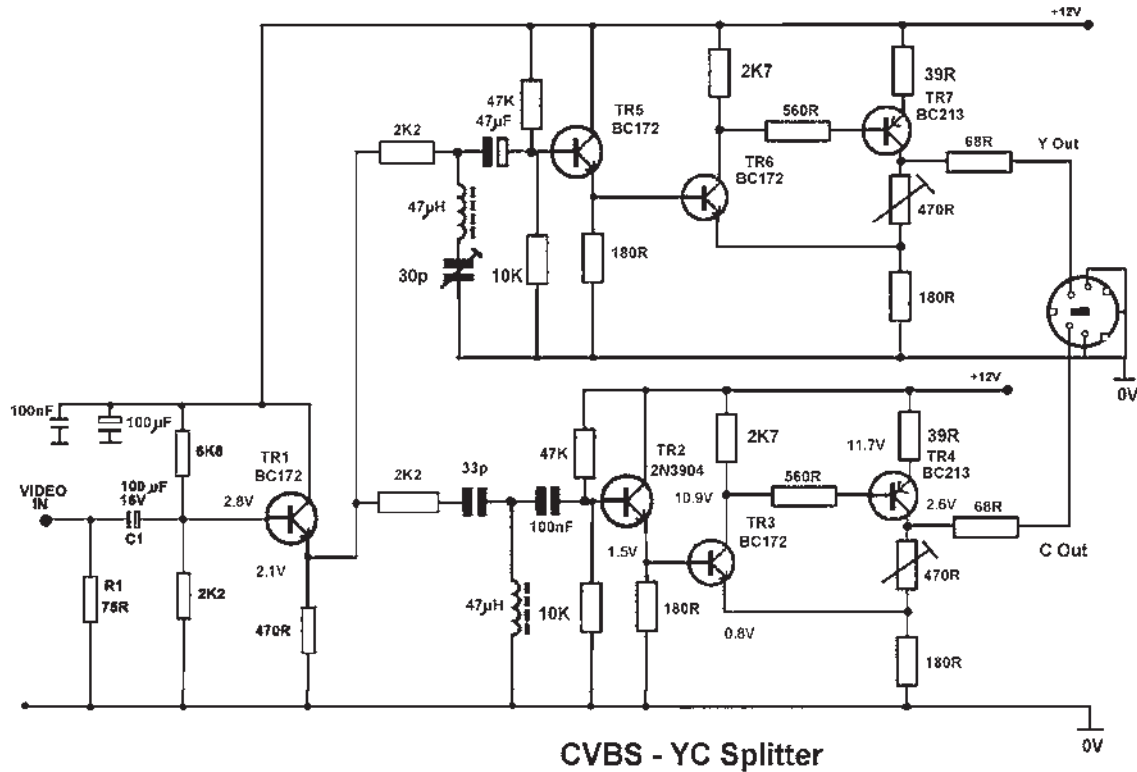 +12V
2K7
39R
TR7
BC213
47K
47µF
TR5
BC172
560R
2K2
68R
Y Out
TR6
BC172
47µH
470R
30p
10K
180R
180R
0V
+12V
100nF
100µF
6K8
TR1
BC172
47K
TR2
2N3904
2K7
11.7V
39R
TR4
BC213
2K2
33p
VIDEO
IN
100µF
16V
C1
2.8V
10.9V
560R
2.6V
68R
100nF
TR3
BC172
1.5V
C Out
2.1V
R1
75R
2K2
470R
47µH
10K
180R
470R
0.8V
180R
0V
CVBS - YC Splitter